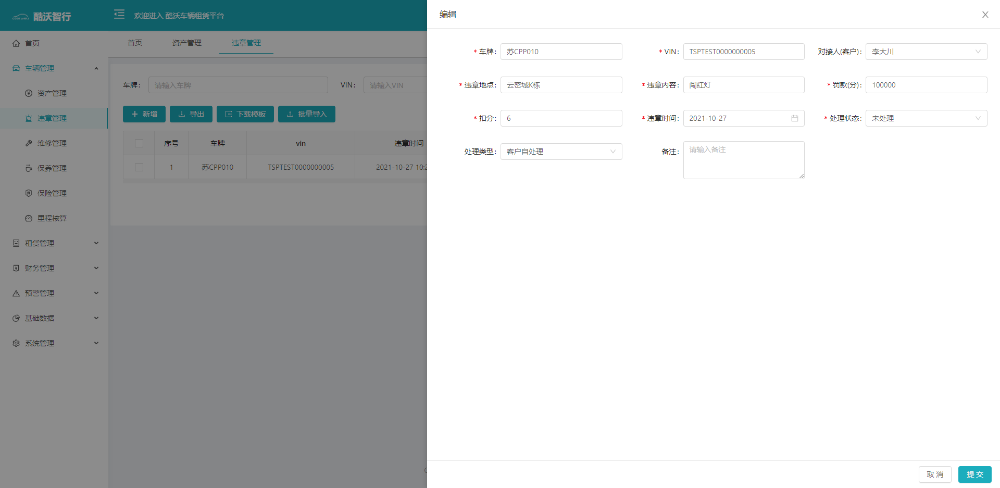 COOLWELL 酷沃智行
欢迎进入 酷沃车辆租赁平台
首页
车辆管理
资产管理
违章管理
维修管理
保养管理
保险管理
里程核算
租赁管理
财务管理
预警管理
基础数据
系统管理
首页 资产管理 违章管理
车牌: 请输入车牌 VIN: 请输入VIN
新增 导出 下载模板 批量导入
序号 车牌 vin 违章时间
1 苏CPP010 TSPTEST0000000005 2021-10-27 10:2
编辑
* 车牌: 苏CPP010 * VIN: TSPTEST0000000005 对接人(客户): 李大川
* 违章地点: 云密城K栋 * 违章内容: 闯红灯 * 罚款(分): 100000
* 扣分: 6 * 违章时间: 2021-10-27 * 处理状态: 未处理
处理类型: 客户自处理 备注: 请输入备注
取 消 提 交